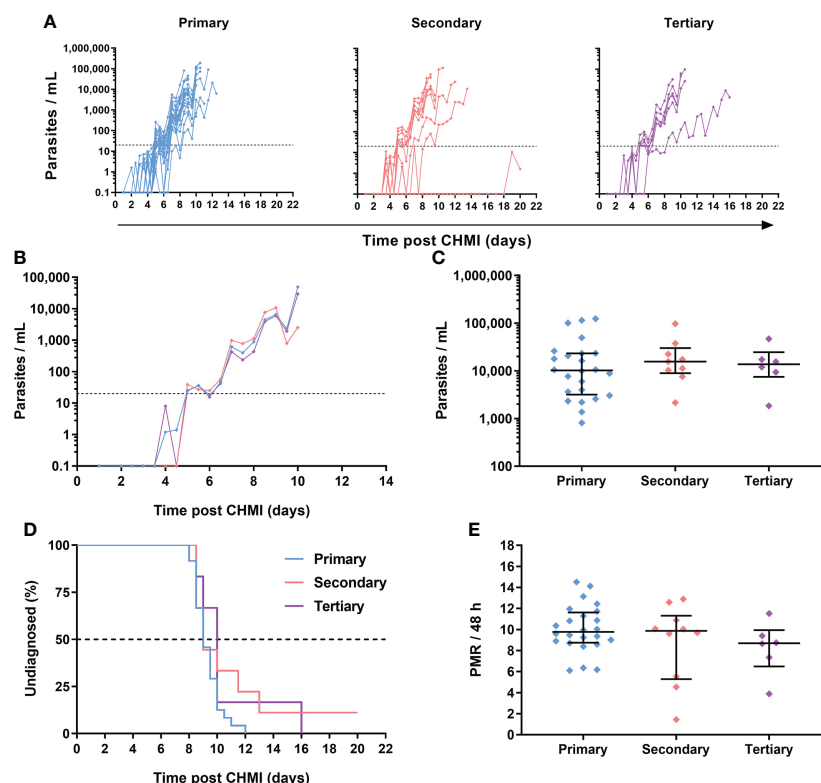 A
Primary
Secondary
Tertiary
Parasites / mL
1,000,000
100,000
10,000
1,000
100
10
1
0.1
0 2 4 6 8 10 12 14 16 18 20 22
0 2 4 6 8 10 12 14 16 18 20 22
0 2 4 6 8 10 12 14 16 18 20 22
Time post CHMI (days)
B
Parasites / mL
100,000
10,000
1,000
100
10
1
0.1
0 2 4 6 8 10 12 14
Time post CHMI (days)
C
Parasites / mL
1,000,000
100,000
10,000
1,000
100
Primary Secondary Tertiary
D
Undiagnosed (%)
100
75
50
25
0
Primary
Secondary
Tertiary
0 2 4 6 8 10 12 14 16 18 20 22
Time post CHMI (days)
E
PMR / 48 h
18
16
14
12
10
8
6
4
2
0
Primary Secondary Tertiary